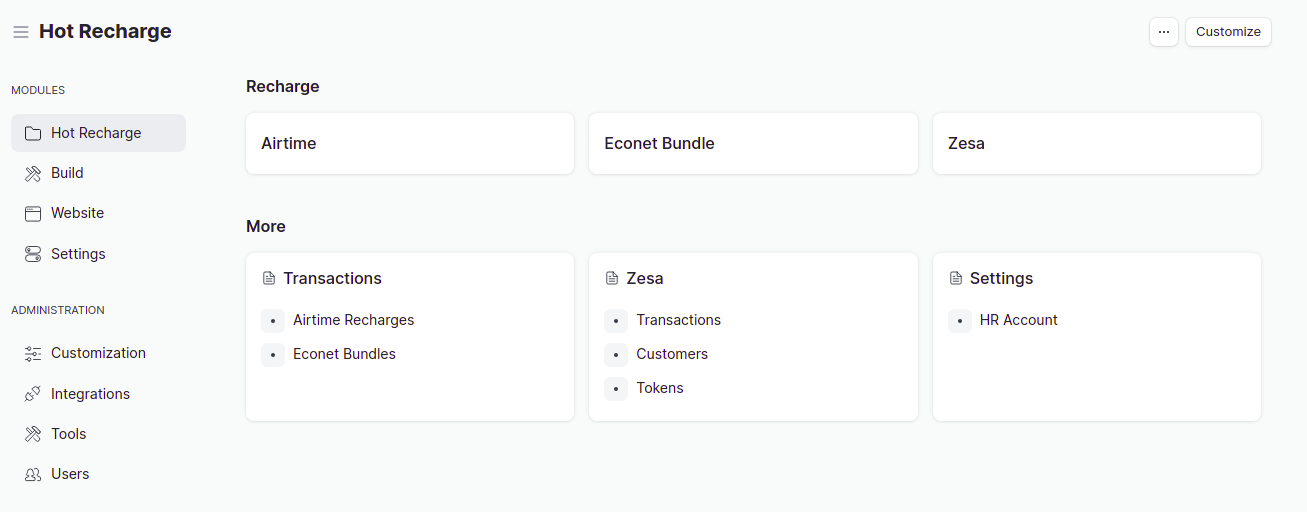 Hot Recharge
... Customize
MODULES
Hot Recharge
Build
Website
Settings
ADMINISTRATION
Customization
Integrations
Tools
Users
Recharge
Airtime
Econet Bundle
Zesa
More
Transactions
• Airtime Recharges
• Econet Bundles
Zesa
• Transactions
• Customers
• Tokens
Settings
• HR Account